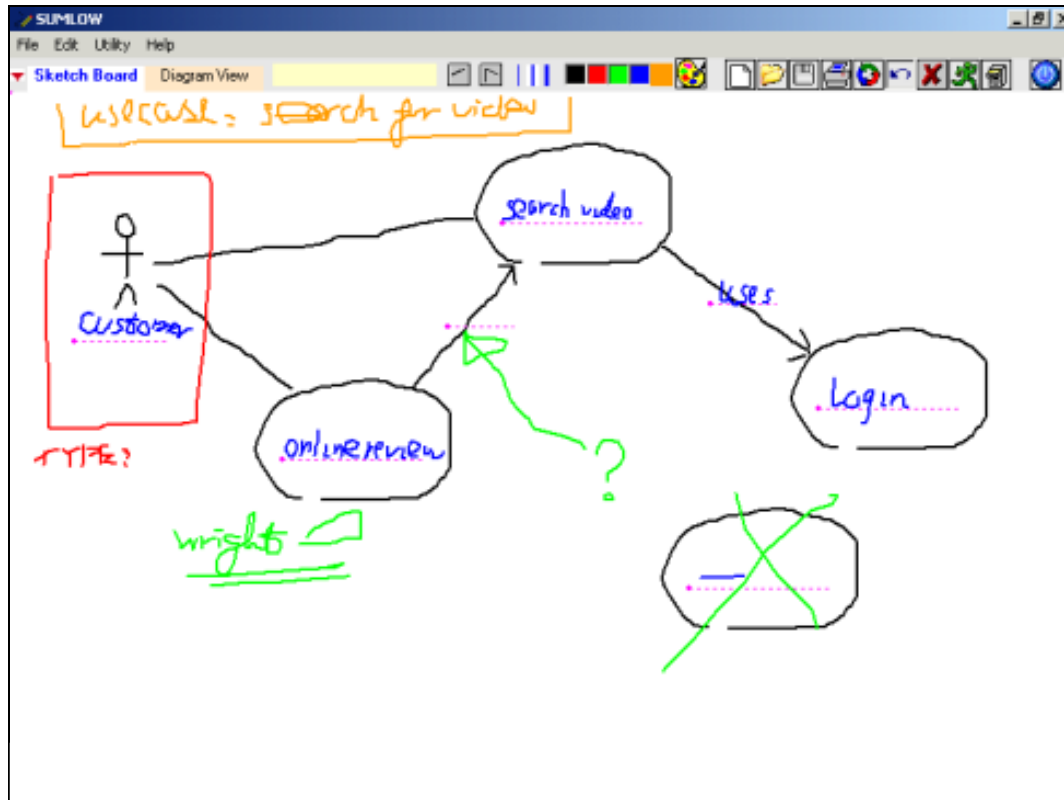 SUMLOW
File Edit Utility Help
Sketch Board Diagram View
usecase = search for video
search video
uses
Customer
Login
onlinereview
TYPE?
?
wright